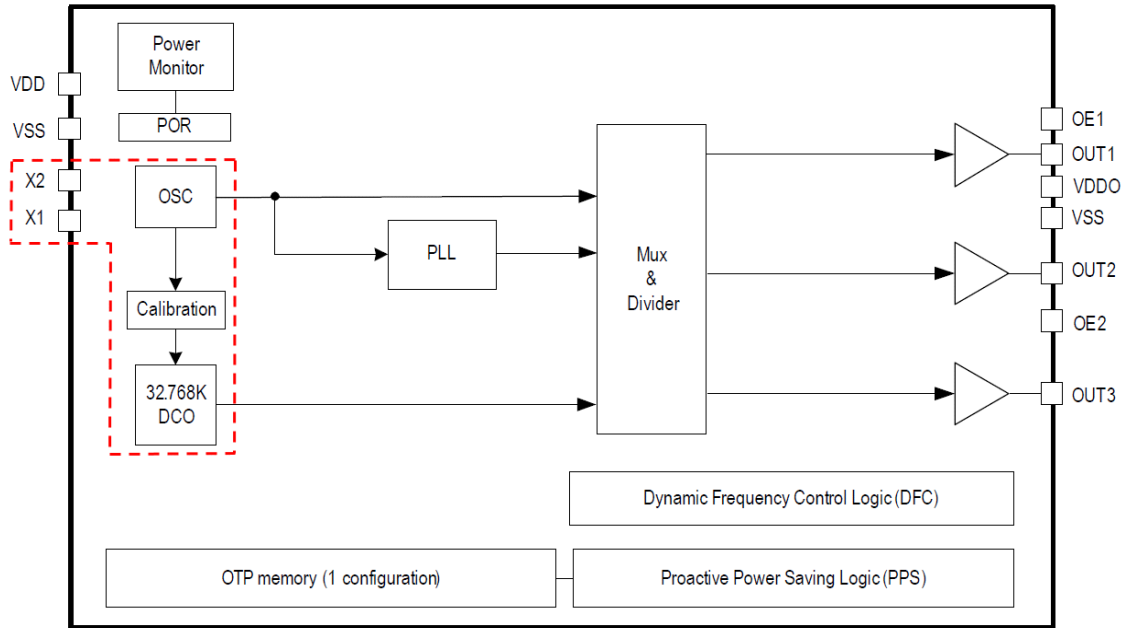 Power
Monitor
VDD
POR
VSS
X2
X1
OSC
PLL
Calibration
32.768K
DCO
Mux
&
Divider
OE1
OUT1
VDDO
VSS
OUT2
OE2
OUT3
Dynamic Frequency Control Logic (DFC)
OTP memory (1 configuration)
Proactive Power Saving Logic (PPS)